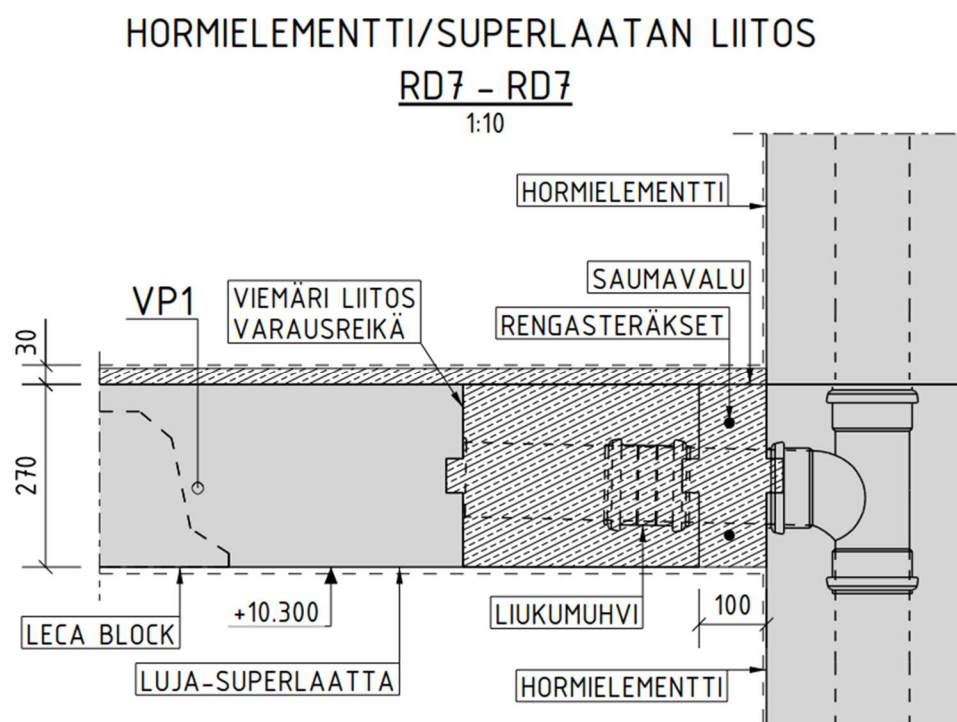 HORMIELEMENTTI/SUPERLAATAN LIITOS
RD7 - RD7
1:10
HORMIELEMENTTI
SAUMAVALU
VP1
VIEMÄRI LIITOS
VARAUSREIKÄ
RENGASTERÄKSET
30
270
+10.300
LIUKUMUHVI
100
LECA BLOCK
LUJA-SUPERLAATTA
HORMIELEMENTTI